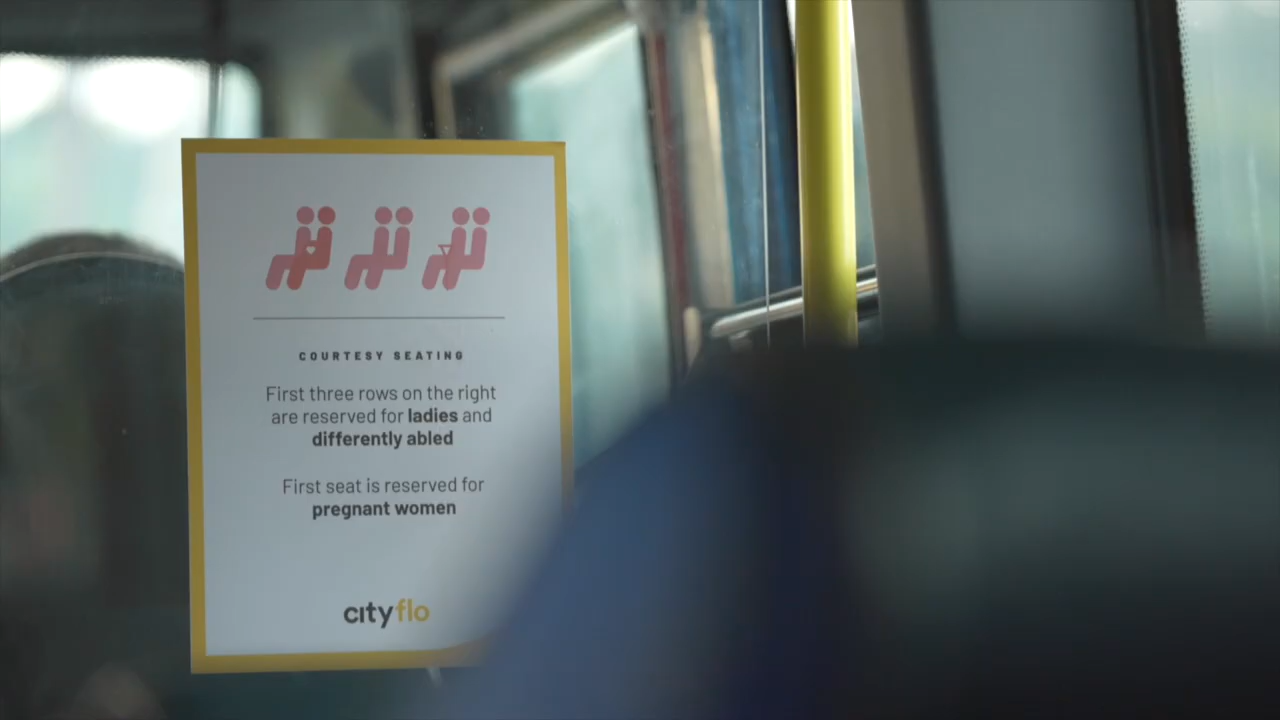 COURTESY SEATING
First three rows on the right
are reserved for ladies and
differently abled
First seat is reserved for
pregnant women
cityflo